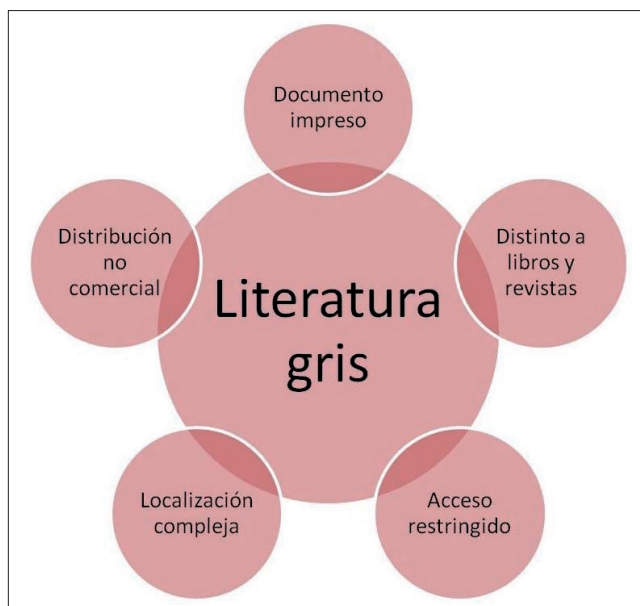 Documento
impreso
Distribución
no
comercial
Distinto a
libros y
revistas
Literatura
gris
Localización
compleja
Acceso
restringido